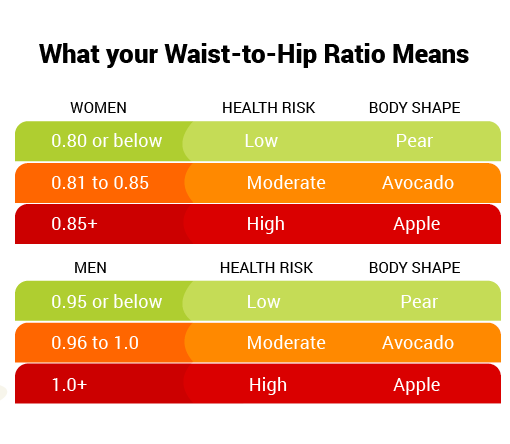 What your Waist-to-Hip Ratio Means
WOMEN HEALTH RISK BODY SHAPE
0.80 or below Low Pear
0.81 to 0.85 Moderate Avocado
0.85+ High Apple
MEN HEALTH RISK BODY SHAPE
0.95 or below Low Pear
0.96 to 1.0 Moderate Avocado
1.0+ High Apple